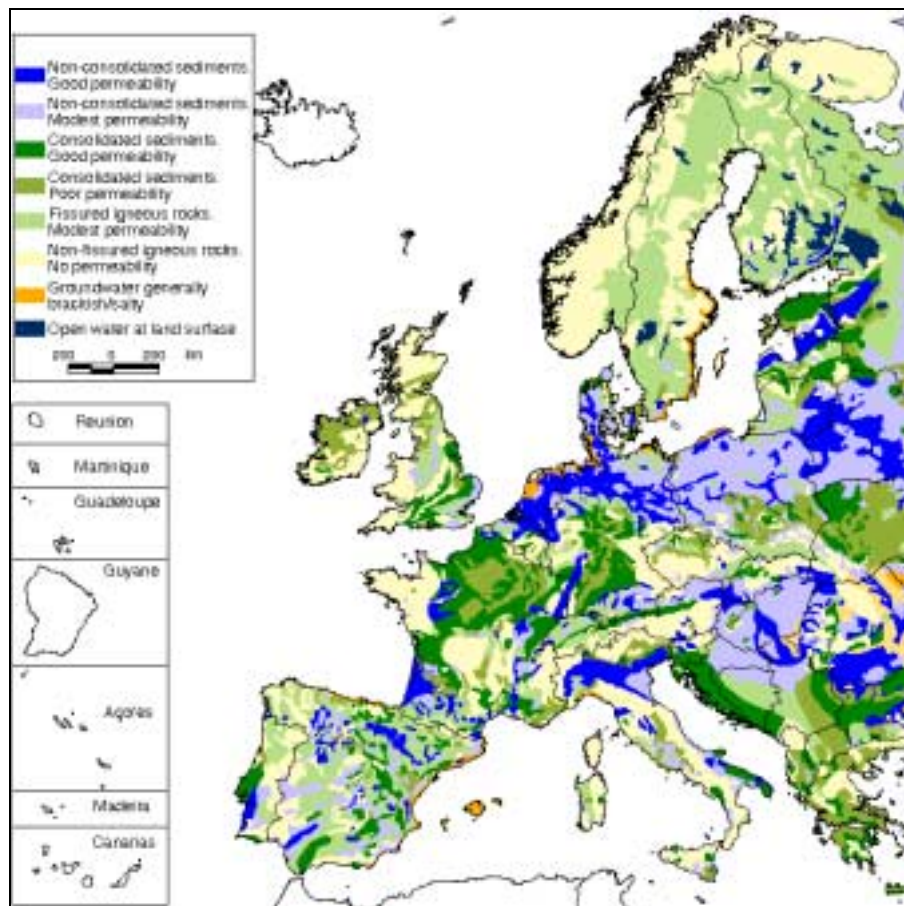 Non-consolidated sediments.
Good permeability
Non-consolidated sediments.
Modest permeability
Consolidated sediments.
Good permeability
Consolidated sediments.
Poor permeability
Fissured igneous rocks.
Modest permeability
Non-fissured igneous rocks.
No permeability
Groundwater generally
brackish/salty
Open water at land surface
200 0 200 km
Reunion
Martinique
Guadeloupe
Guyane
Açores
Madeira
Canarias